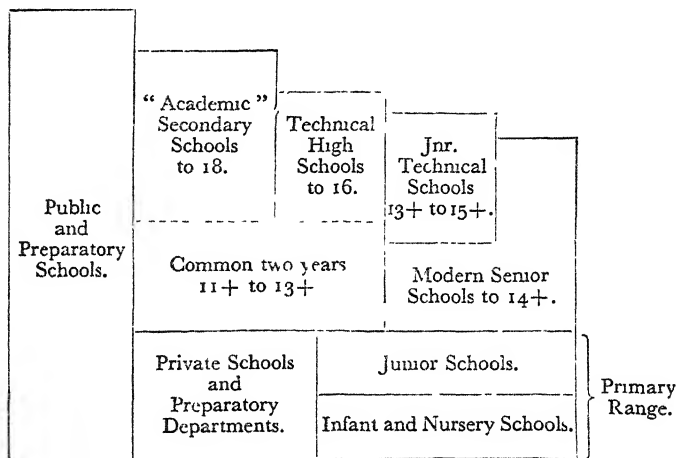 Public
and
Preparatory
Schools.
“ Academic ”
Secondary
Schools
to 18.
Technical
High
Schools
to 16.
Jnr.
Technical
Schools
13+ to 15+.
Common two years
11+ to 13+
Modern Senior
Schools to 14+.
Private Schools
and
Preparatory
Departments.
Junior Schools.
Infant and Nursery Schools.
Primary
Range.